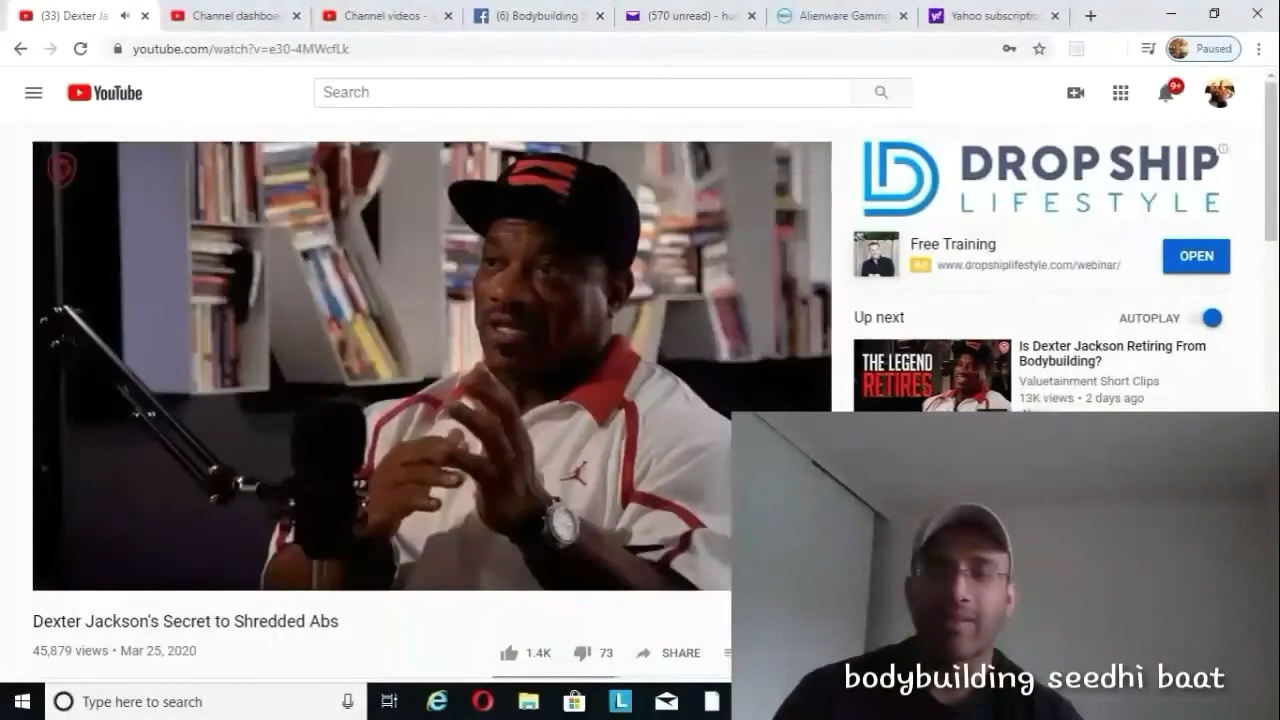 (33) Dexter Ja
Channel dashboa
Channel videos -
(6) Bodybuilding
(570 unread) - hu
Alienware Gaming
Yahoo subscriptio
youtube.com/watch?v=e30-4MWcfLk
Paused
YouTube
Search
9+
DROP SHIP
LIFESTYLE
Free Training
Ad www.dropshiplifestyle.com/webinar/
OPEN
Up next
AUTOPLAY
THE LEGEND
RETIRES
Is Dexter Jackson Retiring From
Bodybuilding?
Valuetainment Short Clips
13K views • 2 days ago
Dexter Jackson's Secret to Shredded Abs
45,879 views • Mar 25, 2020
1.4K
73
SHARE
bodybuilding seedhi baat
Type here to search